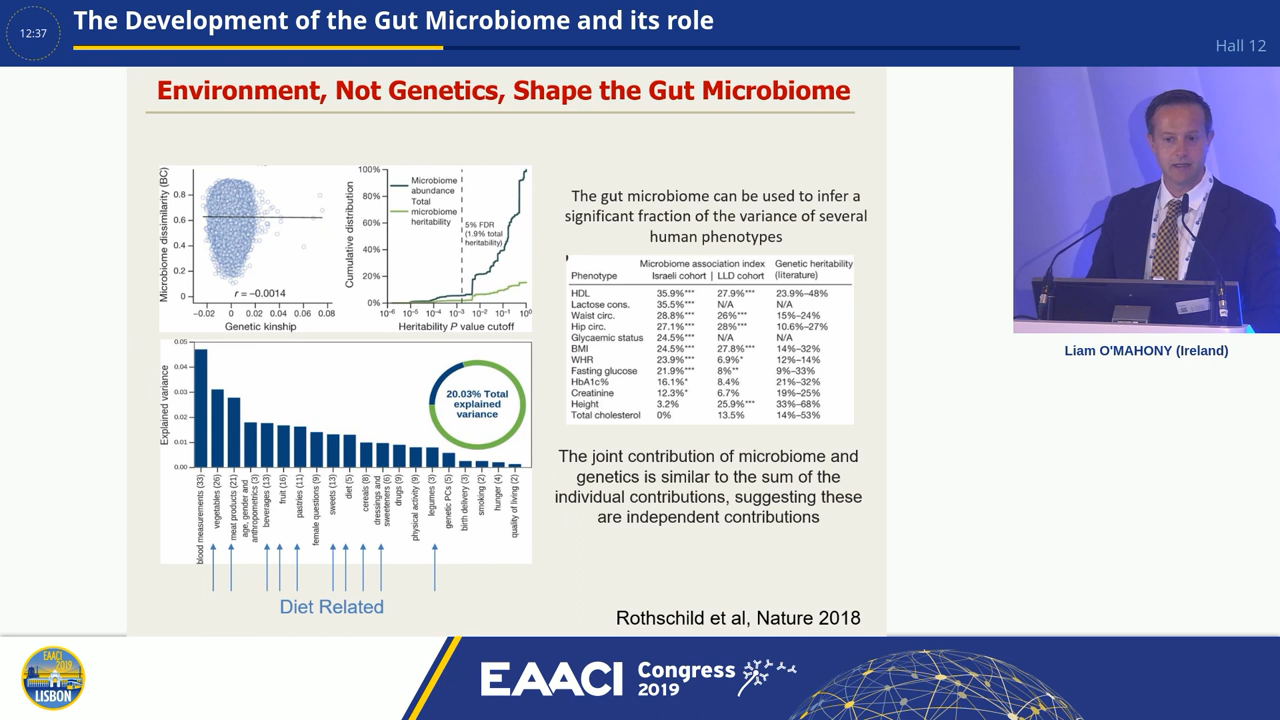 12:37
The Development of the Gut Microbiome and its role
Hall 12
Environment, Not Genetics, Shape the Gut Microbiome
Microbiome dissimilarity (BC)
0.8
0.6
0.4
0.2
0
r = –0.0014
–0.02 0 0.02 0.04 0.06 0.08
Genetic kinship
Cumulative distribution
100%
80%
60%
40%
20%
0%
Microbiome
abundance
Total
microbiome
heritability
5% FDR
(1.9% total
heritability)
10⁻⁶ 10⁻⁵ 10⁻⁴ 10⁻³ 10⁻² 10⁻¹ 10⁰
Heritability P value cutoff
Explained variance
0.05
0.04
0.03
0.02
0.01
0.00
20.03% Total
explained
variance
blood measurements (33)
vegetables (26)
meat products (21)
age, gender and
anthropometrics (3)
beverages (13)
fruit (16)
pastries (11)
female questions (9)
sweets (13)
diet (5)
cereals (8)
dressings and
sweeteners (6)
drugs (9)
physical activity (9)
legumes (3)
genetic PCs (5)
birth delivery (3)
smoking (2)
hunger (4)
quality of living (2)
Diet Related
The gut microbiome can be used to infer a
significant fraction of the variance of several
human phenotypes
Microbiome association index Genetic heritability
Phenotype Israeli cohort | LLD cohort (literature)
HDL 35.9%*** 27.9%*** 23.9%–48%
Lactose cons. 35.5%*** N/A N/A
Waist circ. 28.8%*** 26%*** 15%–24%
Hip circ. 27.1%*** 28%*** 10.6%–27%
Glycaemic status 24.5%*** N/A N/A
BMI 24.5%*** 27.8%*** 14%–32%
WHR 23.9%*** 6.9%* 12%–14%
Fasting glucose 21.9%*** 8%** 9%–33%
HbA1c% 16.1%* 8.4% 21%–32%
Creatinine 12.3%* 6.7% 19%–25%
Height 3.2% 25.9%*** 33%–68%
Total cholesterol 0% 13.5% 14%–53%
The joint contribution of microbiome and
genetics is similar to the sum of the
individual contributions, suggesting these
are independent contributions
Rothschild et al, Nature 2018
Liam O'MAHONY (Ireland)
EAACI
2019
LISBON
EAACI Congress
2019